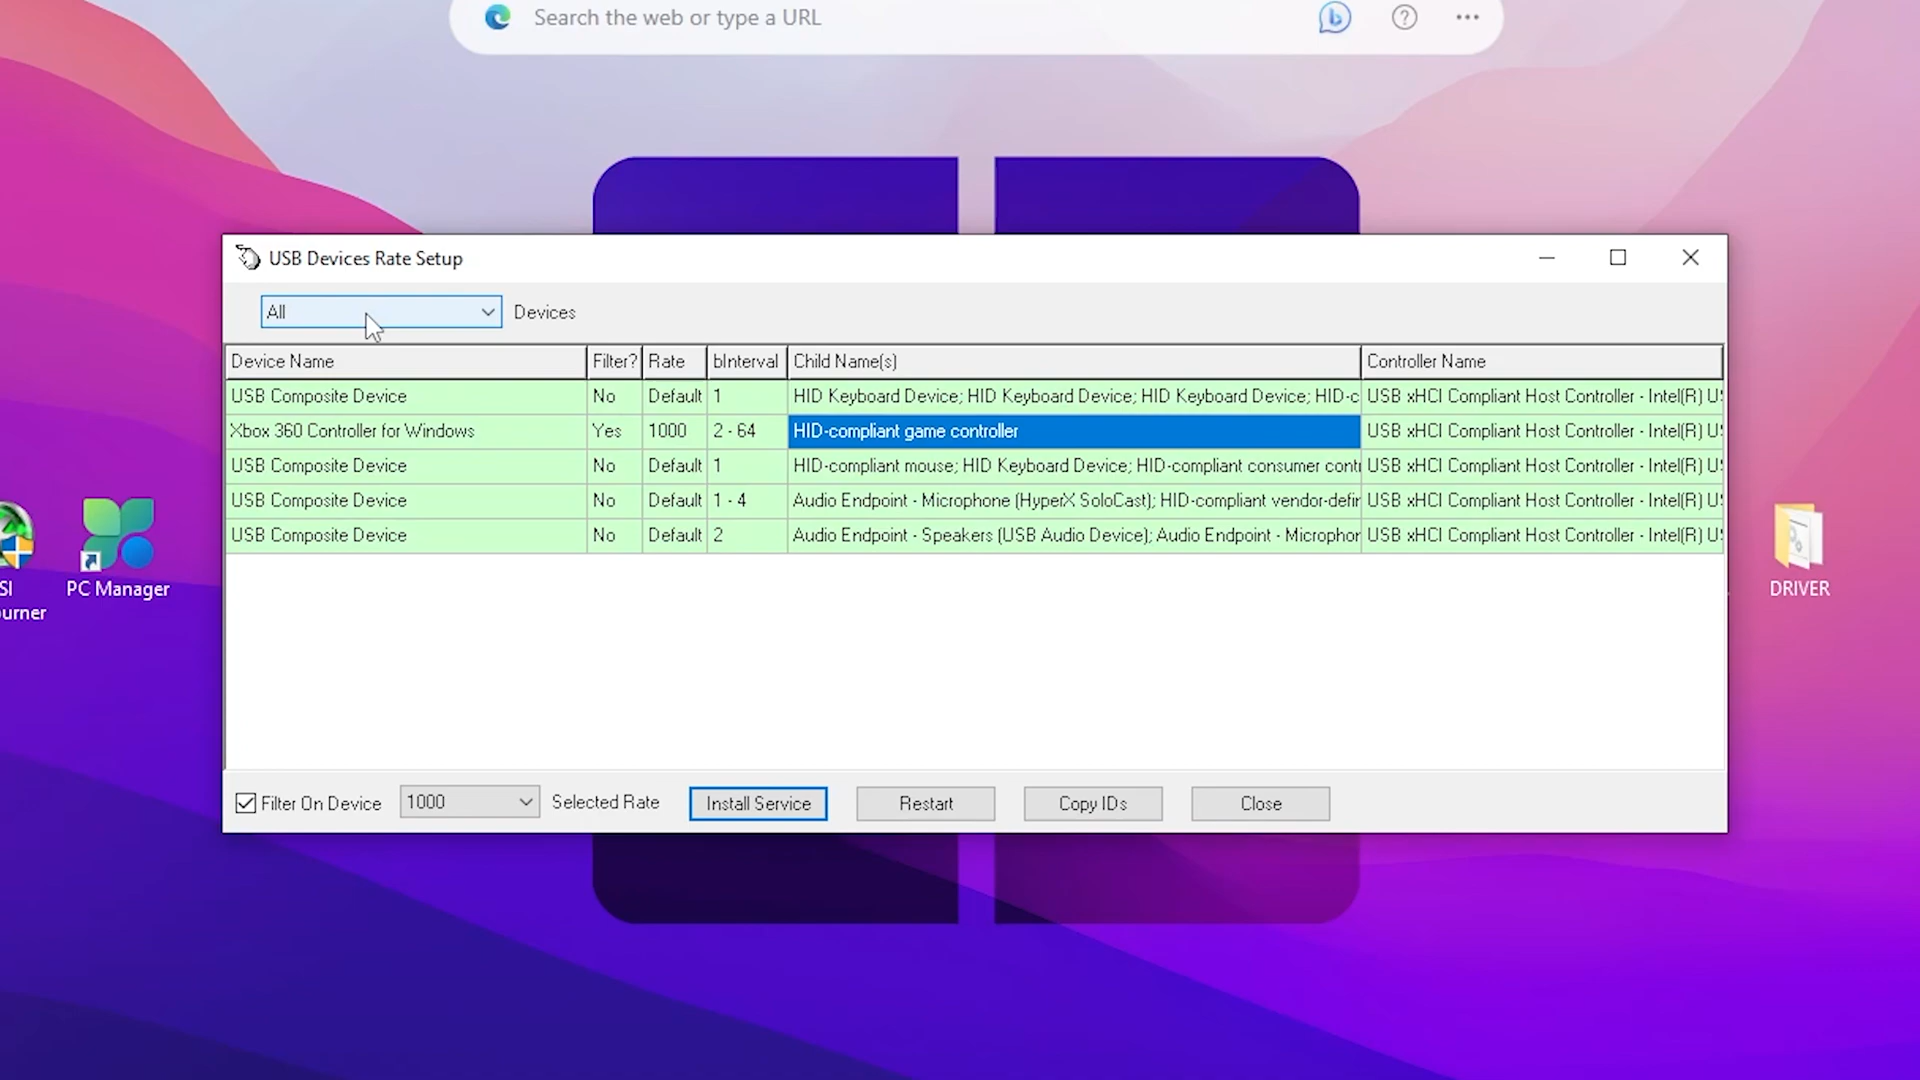 Search the web or type a URL
USB Devices Rate Setup
All Devices
Device Name Filter? Rate bInterval Child Name(s) Controller Name
USB Composite Device No Default 1 HID Keyboard Device; HID Keyboard Device; HID Keyboard Device; HID-c USB xHCI Compliant Host Controller - Intel(R) U
Xbox 360 Controller for Windows Yes 1000 2 - 64 HID-compliant game controller USB xHCI Compliant Host Controller - Intel(R) U
USB Composite Device No Default 1 HID-compliant mouse; HID Keyboard Device; HID-compliant consumer cont USB xHCI Compliant Host Controller - Intel(R) U
USB Composite Device No Default 1 - 4 Audio Endpoint - Microphone (HyperX SoloCast); HID-compliant vendor-defin USB xHCI Compliant Host Controller - Intel(R) U
USB Composite Device No Default 2 Audio Endpoint - Speakers (USB Audio Device); Audio Endpoint - Microphon USB xHCI Compliant Host Controller - Intel(R) U
SI
urner
PC Manager
DRIVER
Filter On Device 1000 Selected Rate Install Service Restart Copy IDs Close